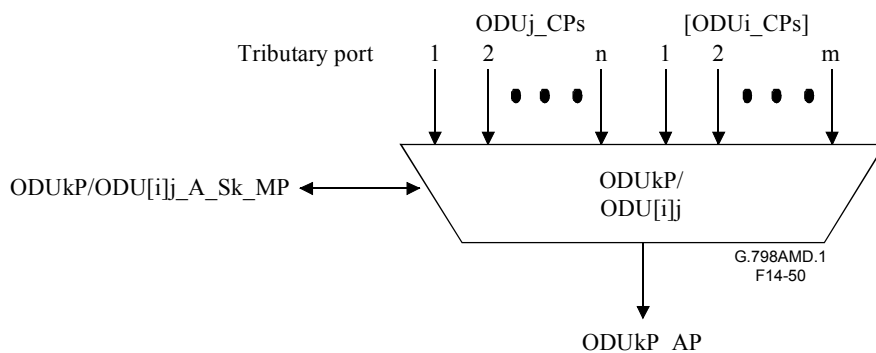 ODUj_CPs [ODUi_CPs]
Tributary port 1 2 n 1 2 m
ODUkP/ODU[i]j_A_Sk_MP
ODUkP/
ODU[i]j
G.798AMD.1
F14-50
ODUkP_AP